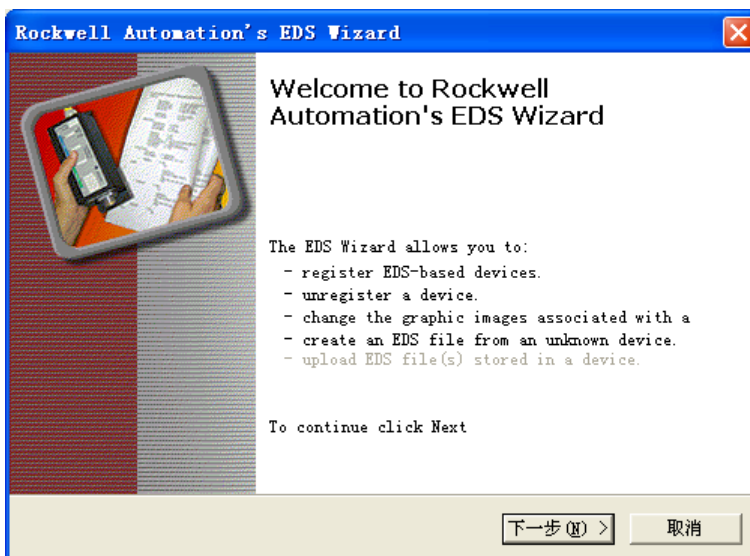 Rockwell Automation's EDS Wizard
Welcome to Rockwell
Automation's EDS Wizard
The EDS Wizard allows you to:
- register EDS-based devices.
- unregister a device.
- change the graphic images associated with a
- create an EDS file from an unknown device.
- upload EDS file(s) stored in a device.
To continue click Next
下一步(N) >
取消